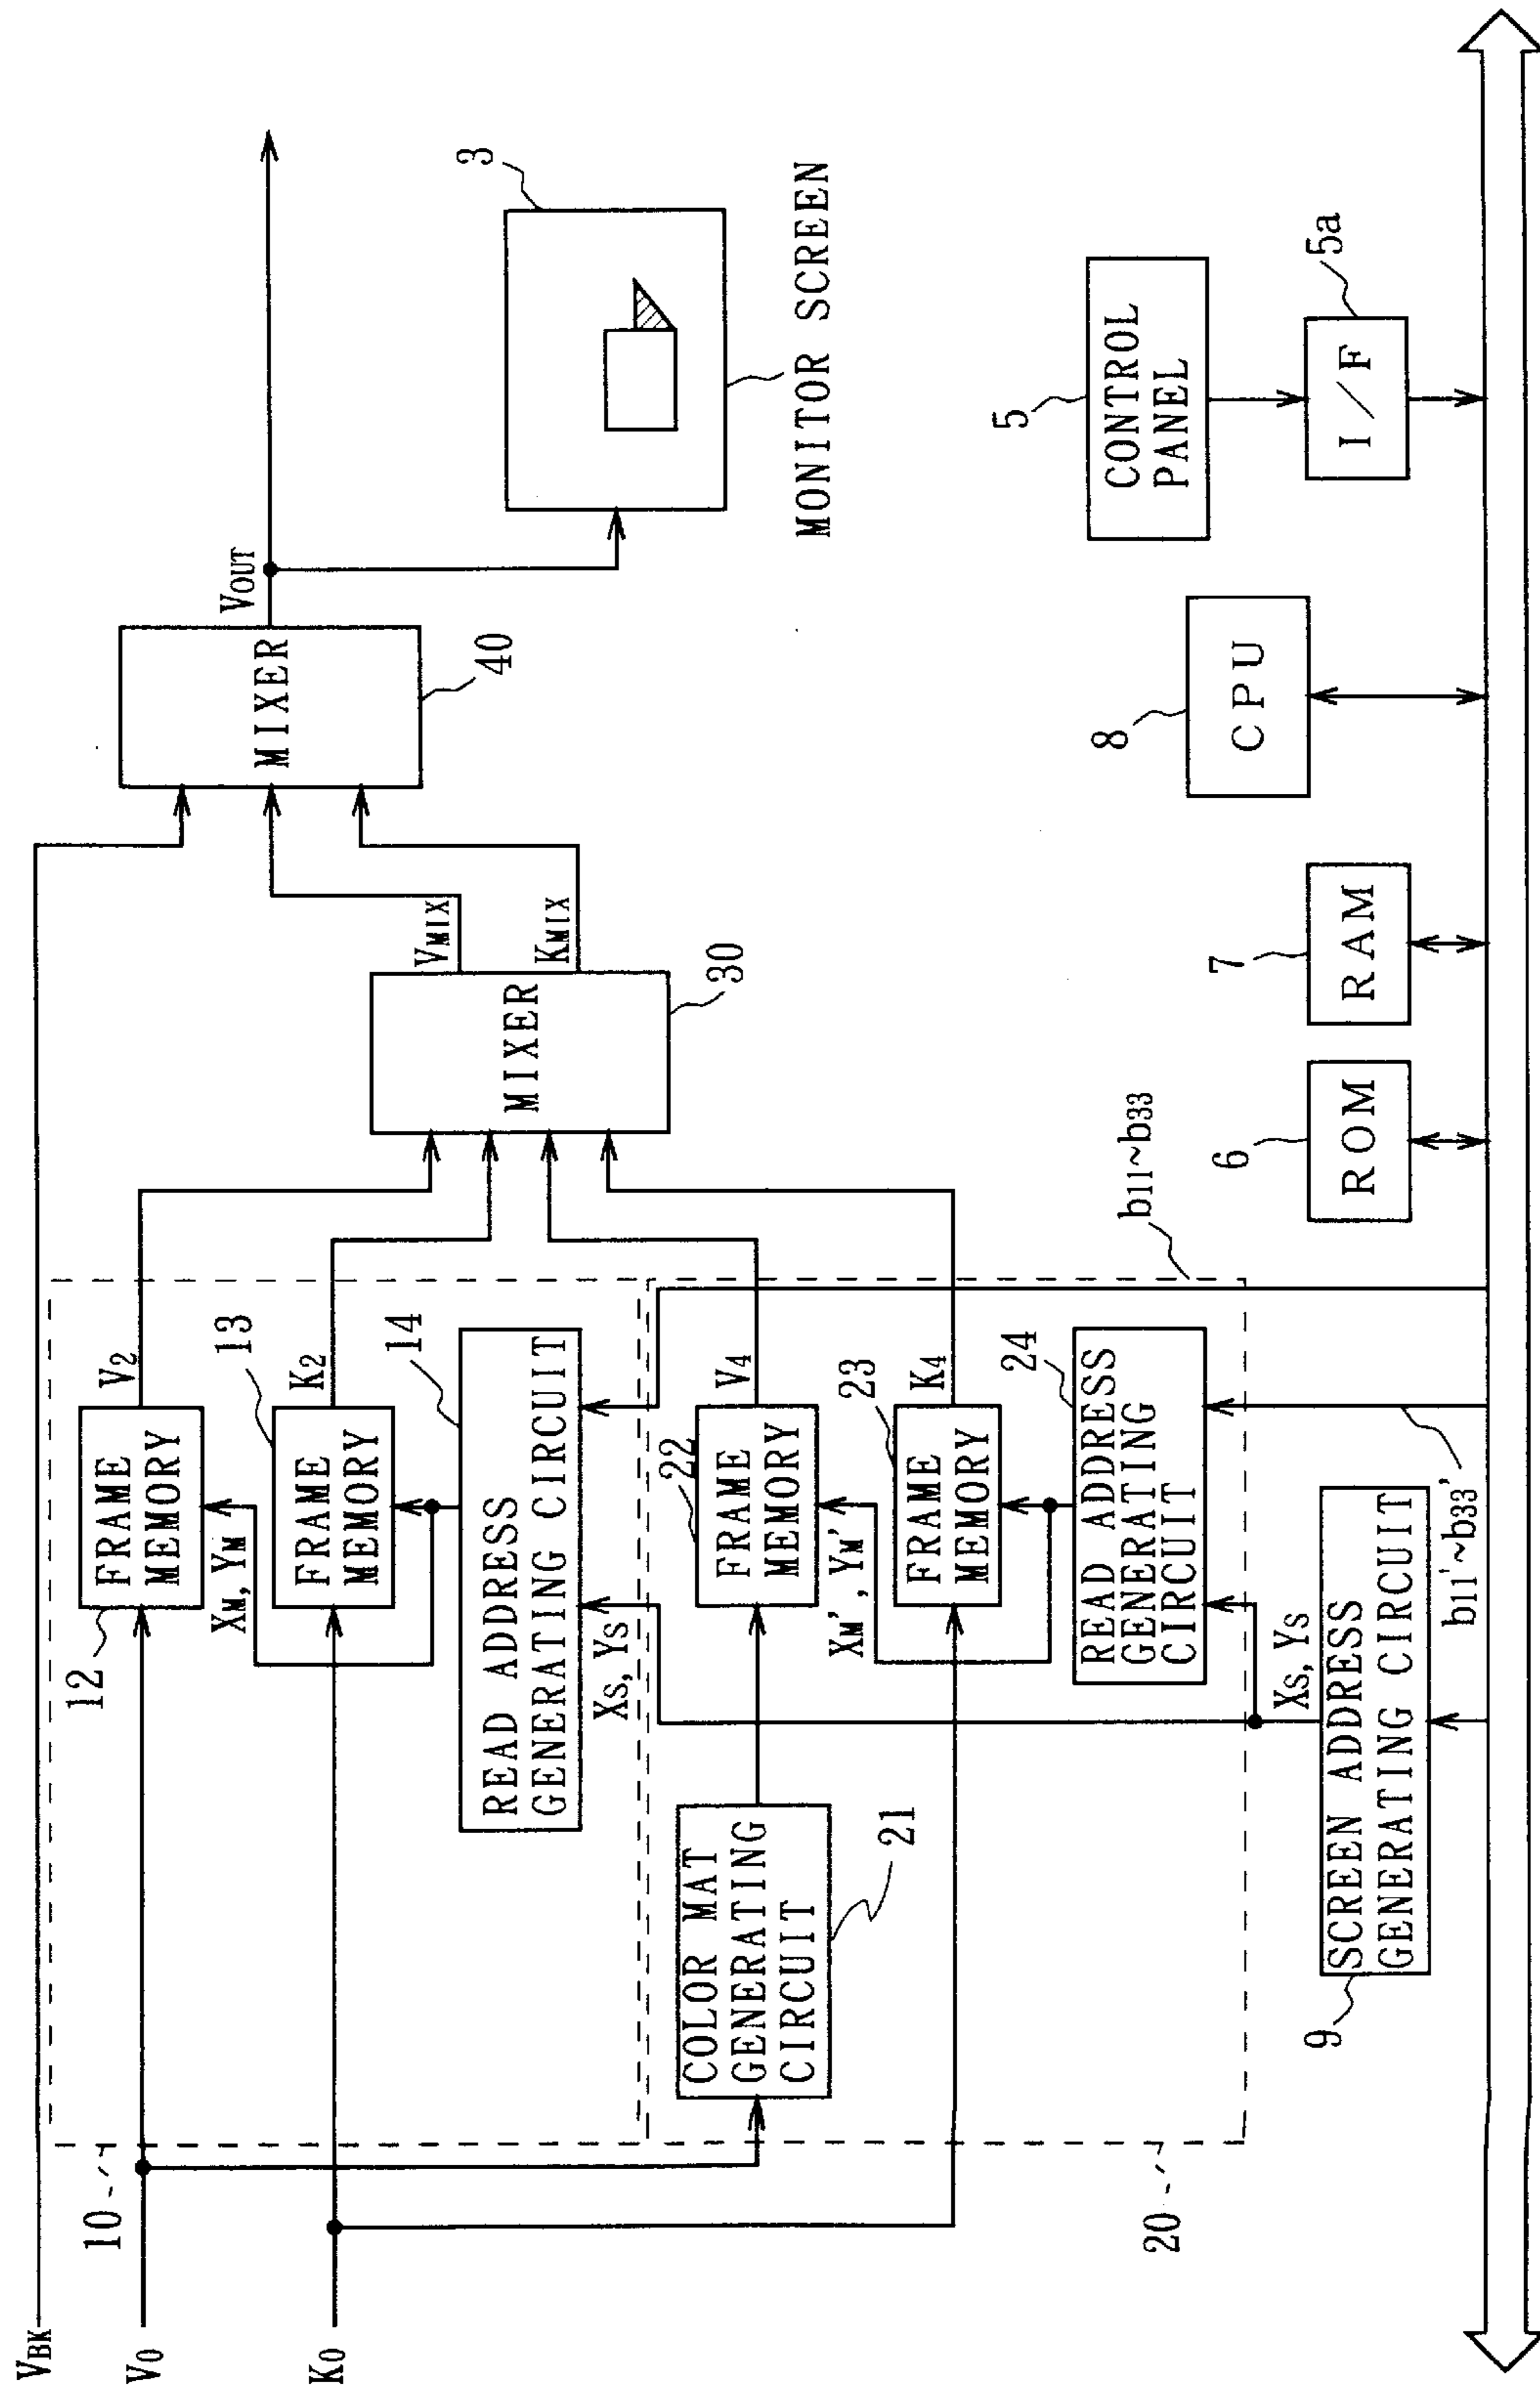 VBK
V0
K0
10
12
FRAME
MEMORY
V2
XM, YM
13
FRAME
MEMORY
K2
14
READ ADDRESS
GENERATING CIRCUIT
XS, YS
20
COLOR MAT
GENERATING
CIRCUIT
21
22
FRAME
MEMORY
V4
XM', YM'
23
FRAME
MEMORY
K4
24
READ ADDRESS
GENERATING
CIRCUIT
b11~b33
9
SCREEN ADDRESS
GENERATING CIRCUIT
XS, YS
b11'~b33'
MIXER
30
VMIX
KMIX
MIXER
40
VOUT
3
MONITOR SCREEN
6
ROM
7
RAM
8
CPU
5
CONTROL
PANEL
I/F
5a